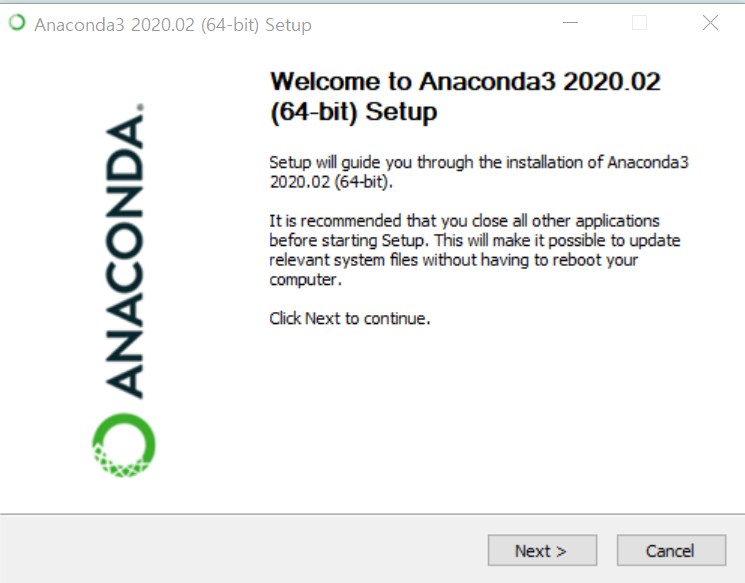 Anaconda3 2020.02 (64-bit) Setup
Welcome to Anaconda3 2020.02
(64-bit) Setup
Setup will guide you through the installation of Anaconda3
2020.02 (64-bit).
It is recommended that you close all other applications
before starting Setup. This will make it possible to update
relevant system files without having to reboot your
computer.
Click Next to continue.
ANACONDA.
Next >
Cancel